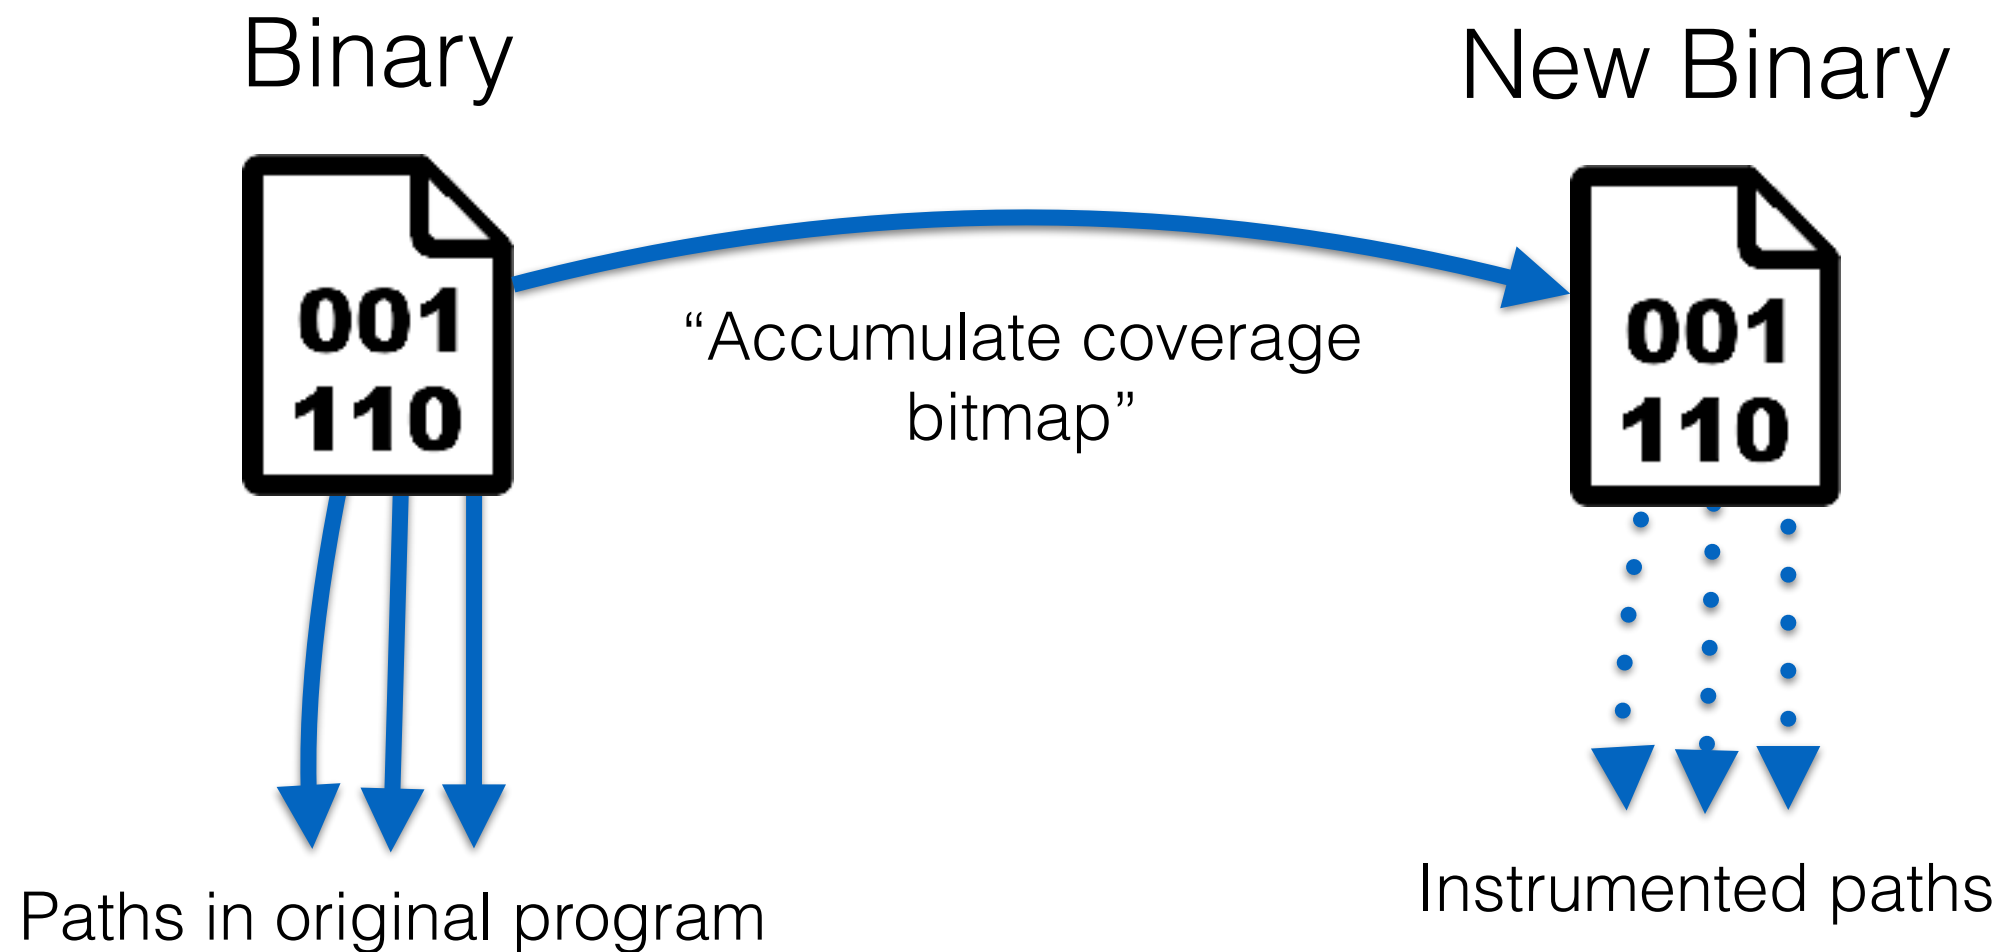 Binary
New Binary
001
110
“Accumulate coverage
bitmap”
001
110
Paths in original program
Instrumented paths